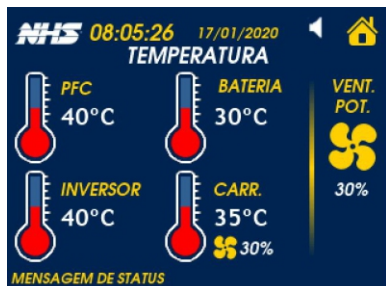 NHS 08:05:26 17/01/2020
TEMPERATURA
PFC
40°C
BATERIA
30°C
VENT.
POT.
30%
INVERSOR
40°C
CARR.
35°C
30%
MENSAGEM DE STATUS